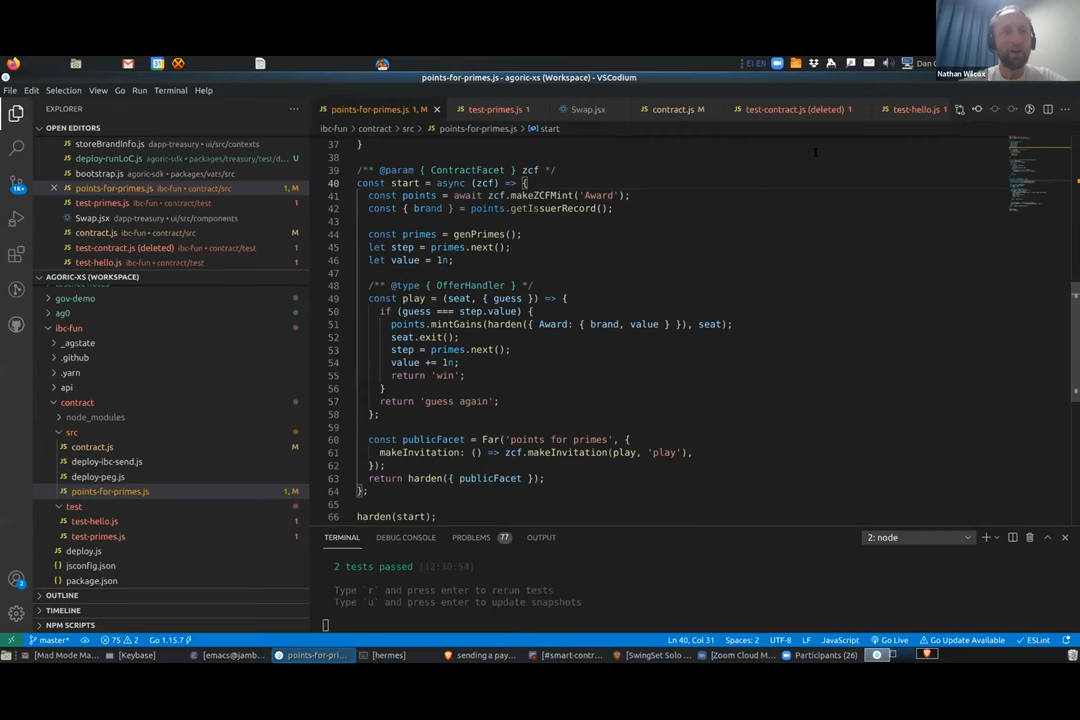 EI EN
Dan C
Nathan Wilcox
points-for-primes.js - agoric-xs (Workspace) - VSCodium
File Edit Selection View Go Run Terminal Help
EXPLORER
OPEN EDITORS
storeBrandInfo.js dapp-treasury • ui/src/contexts
deploy-runLoC.js agoric-sdk • packages/treasury/test/d... U
bootstrap.js agoric-sdk • packages/vats/src
points-for-primes.js ibc-fun • contract/src 1, M
test-primes.js ibc-fun • contract/test 1
Swap.jsx dapp-treasury • ui/src/components
contract.js ibc-fun • contract/src M
test-contract.js (deleted) ibc-fun • contract/test 1
test-hello.js ibc-fun • contract/test 1
AGORIC-XS (WORKSPACE)
gov-demo
ag0
ibc-fun
_agstate
.github
.yarn
api
contract
node_modules
src
contract.js M
deploy-ibc-send.js
deploy-peg.js
points-for-primes.js 1, M
test
test-hello.js 1
test-primes.js 1
deploy.js
jsconfig.json
package.json
OUTLINE
TIMELINE
NPM SCRIPTS
1K+
2
points-for-primes.js 1, M
test-primes.js 1
Swap.jsx
contract.js M
test-contract.js (deleted) 1
test-hello.js 1
ibc-fun > contract > src > points-for-primes.js > start
37 }
38
39 /** @param { ContractFacet } zcf */
40 const start = async (zcf) => {
41 const points = await zcf.makeZCFMint('Award');
42 const { brand } = points.getIssuerRecord();
43
44 const primes = genPrimes();
45 let step = primes.next();
46 let value = 1n;
47
48 /** @type { OfferHandler } */
49 const play = (seat, { guess }) => {
50 if (guess === step.value) {
51 points.mintGains(harden({ Award: { brand, value } }), seat);
52 seat.exit();
53 step = primes.next();
54 value += 1n;
55 return 'win';
56 }
57 return 'guess again';
58 };
59
60 const publicFacet = Far('points for primes', {
61 makeInvitation: () => zcf.makeInvitation(play, 'play'),
62 });
63 return harden({ publicFacet });
64 };
65
66 harden(start);
TERMINAL DEBUG CONSOLE PROBLEMS 77 OUTPUT
2: node
2 tests passed [12:30:54]
Type `r` and press enter to rerun tests
Type `u` and press enter to update snapshots
master* 75 2 Go 1.15.7
Ln 40, Col 31 Spaces: 2 UTF-8 LF JavaScript Go Live Go Update Available ESLint
[Mad Mode Ma... [Keybase] [emacs@jamb... points-for-pri... [hermes] sending a pay... [#smart-contr... [SwingSet Solo ... [Zoom Cloud M... Participants (26)